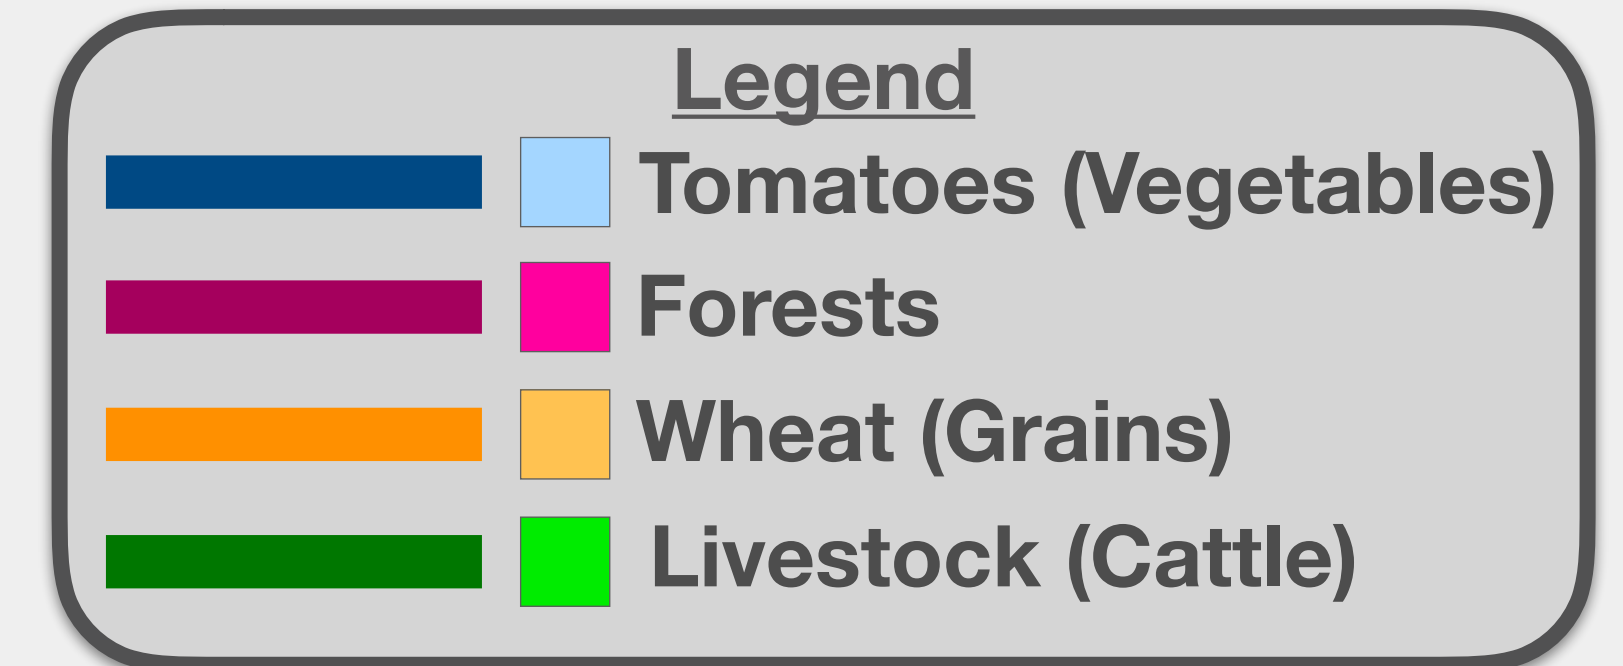 Legend
Tomatoes (Vegetables)
Forests
Wheat (Grains)
Livestock (Cattle)